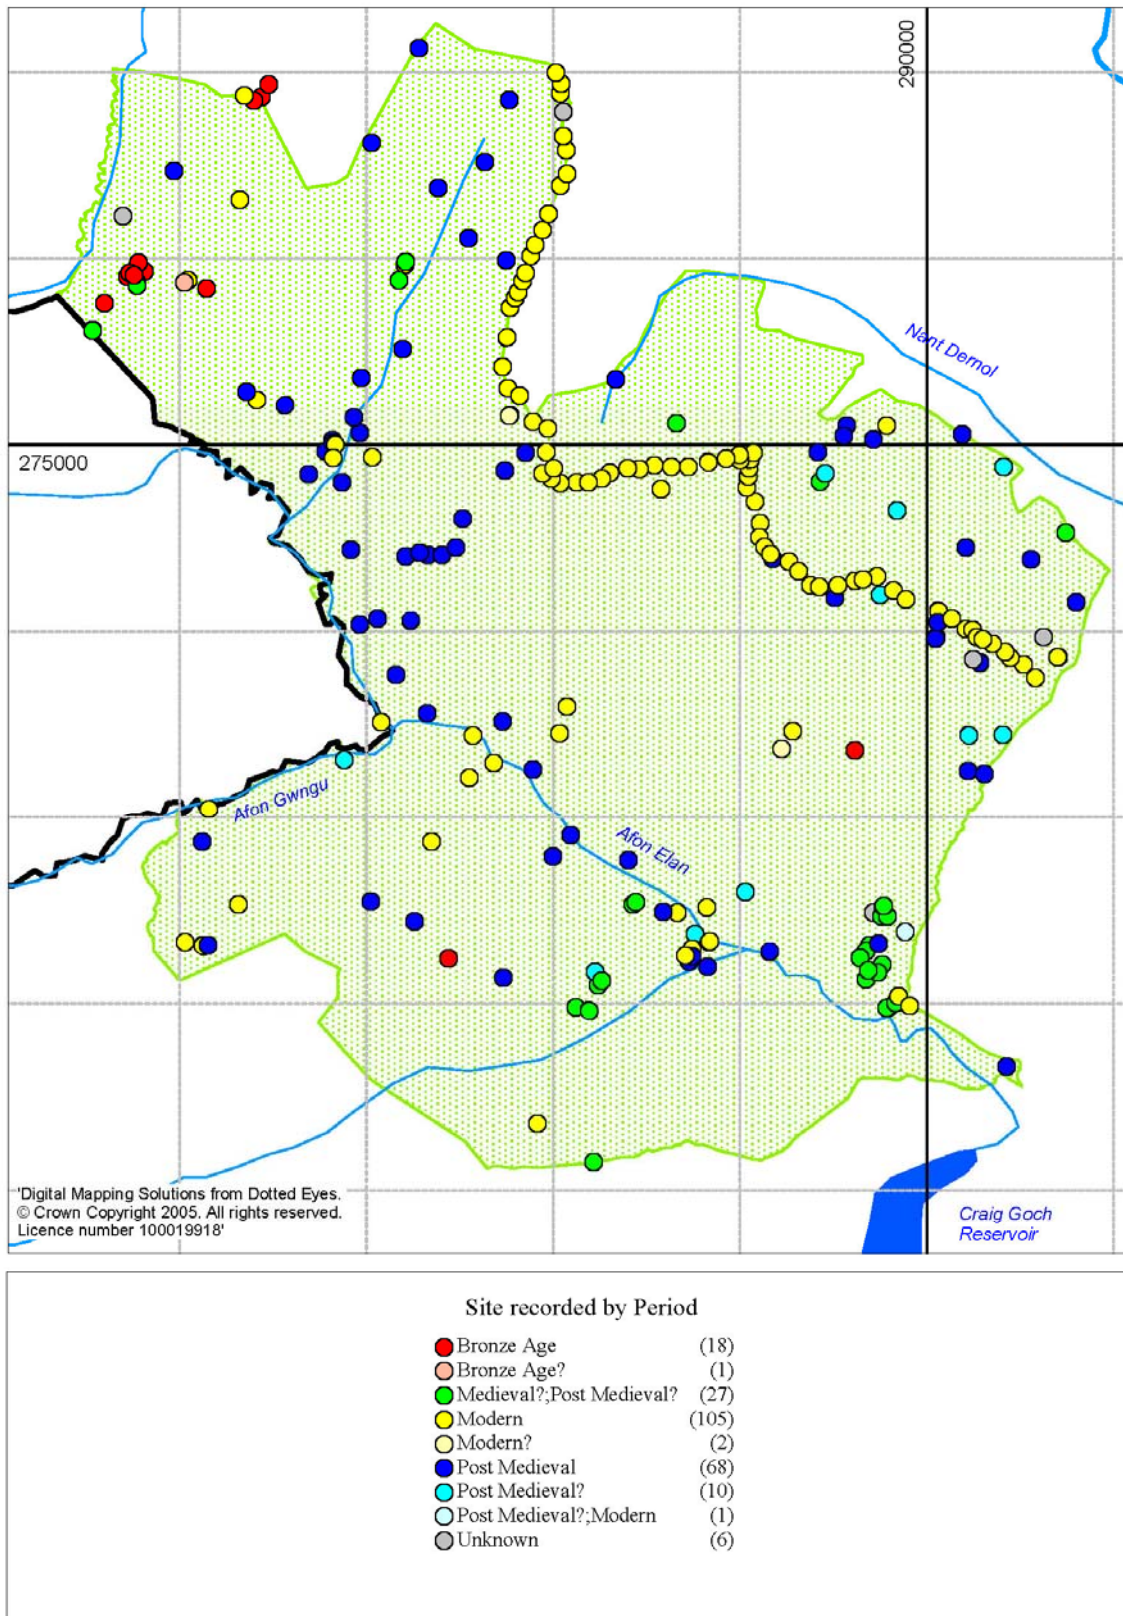 290000
Nant Dernol
275000
Afon Gwngu
Afon Elan
'Digital Mapping Solutions from Dotted Eyes.
© Crown Copyright 2005. All rights reserved.
Licence number 100019918'
Craig Goch
Reservoir
Site recorded by Period
Bronze Age (18)
Bronze Age? (1)
Medieval?;Post Medieval? (27)
Modern (105)
Modern? (2)
Post Medieval (68)
Post Medieval? (10)
Post Medieval?;Modern (1)
Unknown (6)